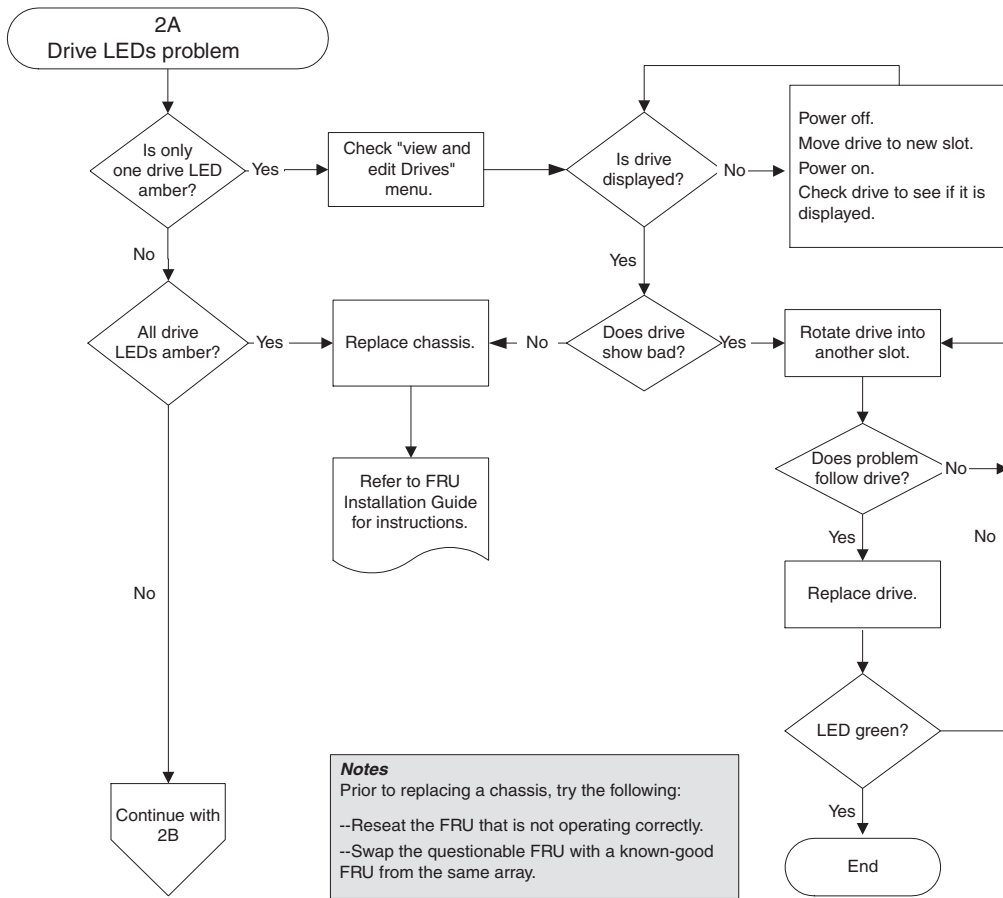 2A
Drive LEDs problem
Is only
one drive LED
amber?
Yes
Check "view and
edit Drives"
menu.
Is drive
displayed?
No
Power off.
Move drive to new slot.
Power on.
Check drive to see if it is
displayed.
No
Yes
All drive
LEDs amber?
Yes
Replace chassis.
No
Does drive
show bad?
Yes
Rotate drive into
another slot.
Refer to FRU
Installation Guide
for instructions.
Does problem
follow drive?
No
Yes
No
No
Replace drive.
LED green?
Yes
End
Continue with
2B
Notes
Prior to replacing a chassis, try the following:
--Reseat the FRU that is not operating correctly.
--Swap the questionable FRU with a known-good
FRU from the same array.